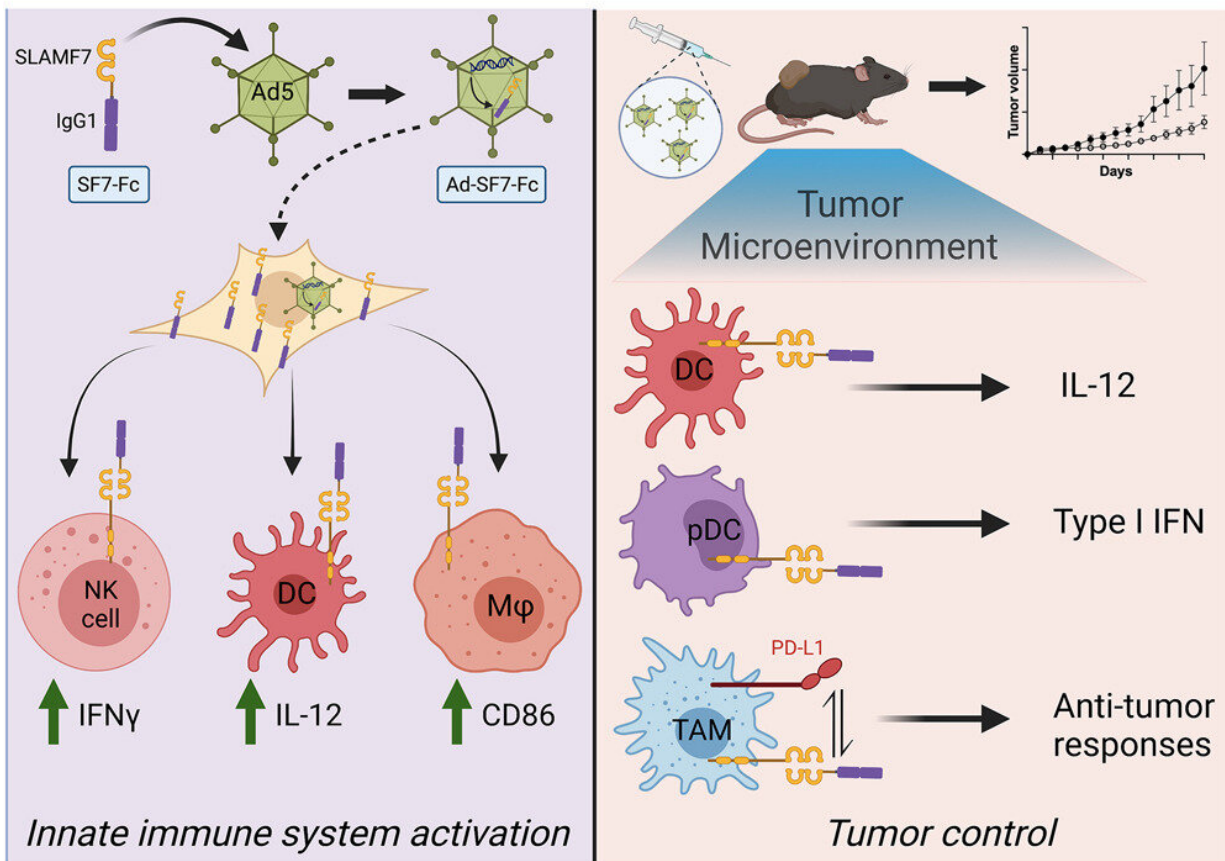 SLAMF7
IgG1
SF7-Fc
Ad5
Ad-SF7-Fc
NK
cell
DC
Mφ
IFNγ
IL-12
CD86
Innate immune system activation
Tumor volume
Days
Tumor
Microenvironment
DC
IL-12
pDC
Type I IFN
PD-L1
TAM
Anti-tumor
responses
Tumor control